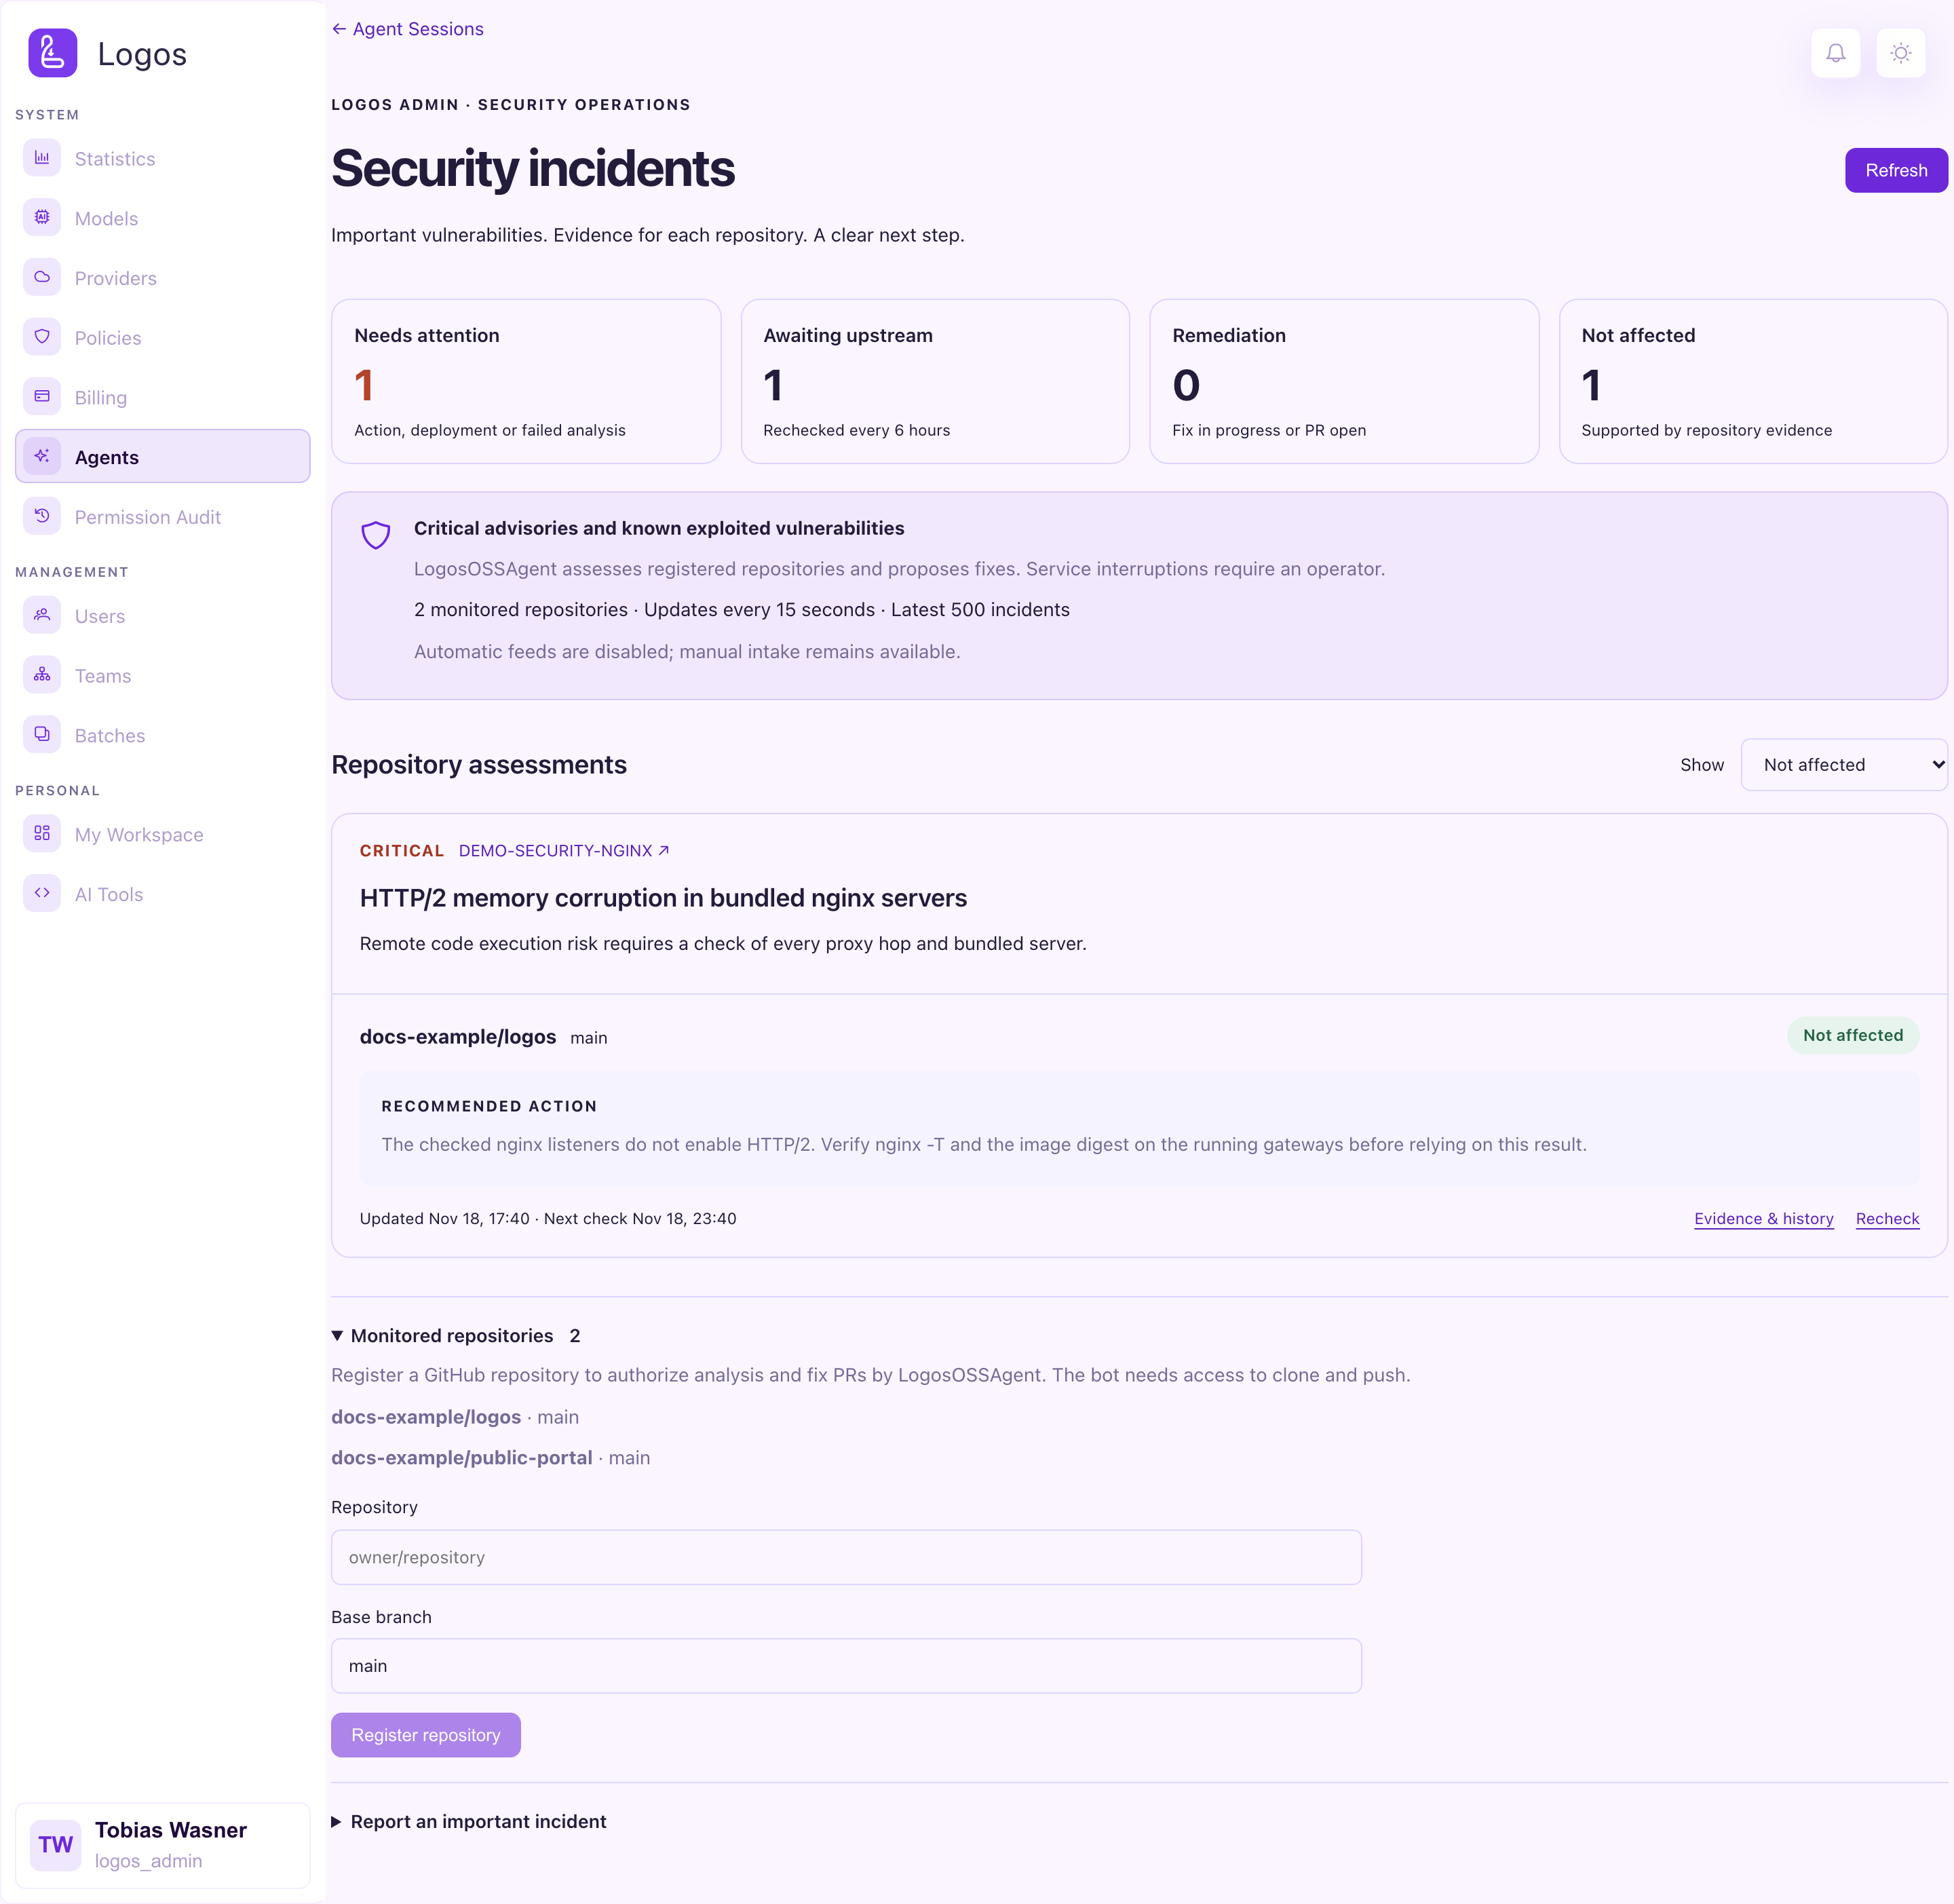 Logos
SYSTEM
Statistics
Models
Providers
Policies
Billing
Agents
Permission Audit
MANAGEMENT
Users
Teams
Batches
PERSONAL
My Workspace
AI Tools
TW
Tobias Wasner
logos_admin
← Agent Sessions
LOGOS ADMIN · SECURITY OPERATIONS
Security incidents
Refresh
Important vulnerabilities. Evidence for each repository. A clear next step.
Needs attention
1
Action, deployment or failed analysis
Awaiting upstream
1
Rechecked every 6 hours
Remediation
0
Fix in progress or PR open
Not affected
1
Supported by repository evidence
Critical advisories and known exploited vulnerabilities
LogosOSSAgent assesses registered repositories and proposes fixes. Service interruptions require an operator.
2 monitored repositories · Updates every 15 seconds · Latest 500 incidents
Automatic feeds are disabled; manual intake remains available.
Repository assessments
Show Not affected
CRITICAL DEMO-SECURITY-NGINX ↗
HTTP/2 memory corruption in bundled nginx servers
Remote code execution risk requires a check of every proxy hop and bundled server.
docs-example/logos main
Not affected
RECOMMENDED ACTION
The checked nginx listeners do not enable HTTP/2. Verify nginx -T and the image digest on the running gateways before relying on this result.
Updated Nov 18, 17:40 · Next check Nov 18, 23:40
Evidence & history Recheck
▼ Monitored repositories 2
Register a GitHub repository to authorize analysis and fix PRs by LogosOSSAgent. The bot needs access to clone and push.
docs-example/logos · main
docs-example/public-portal · main
Repository
owner/repository
Base branch
main
Register repository
▶ Report an important incident